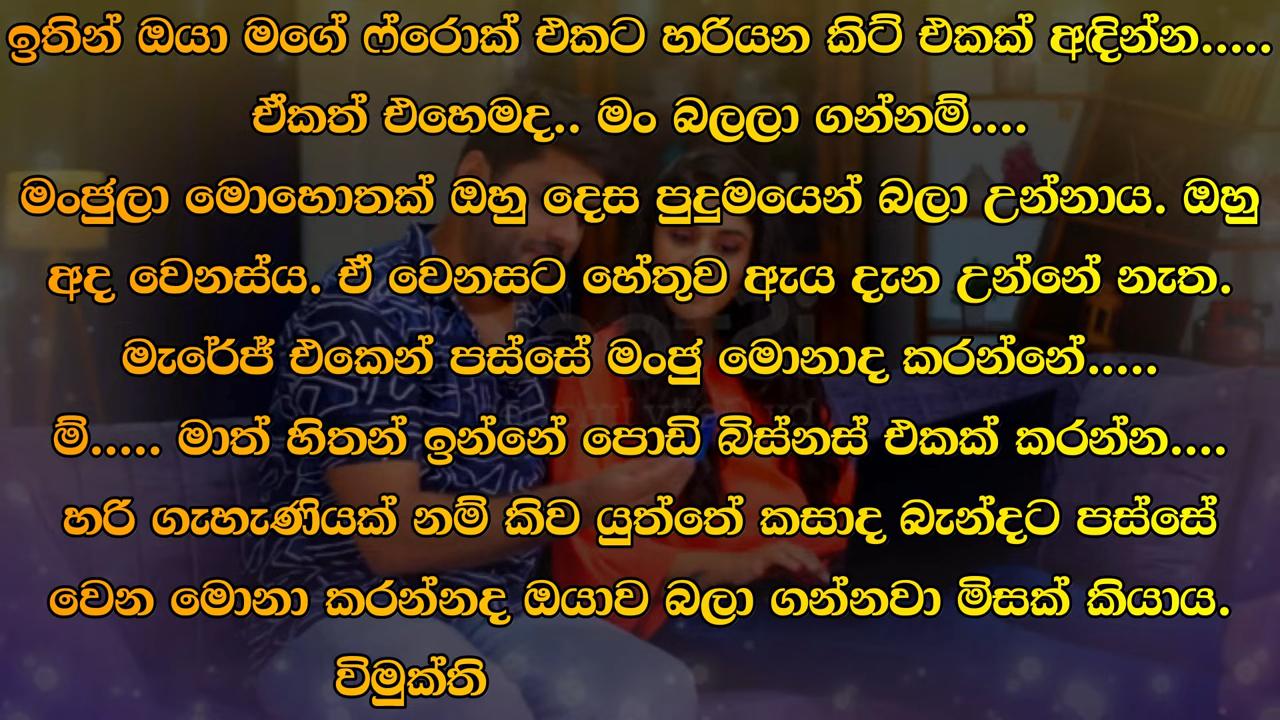 ඉතින් ඔයා මගේ ෆ්රොක් එකට හරියන කිට් එකක් අඳින්න.....
ඒකත් එහෙමද.. මං බලලා ගන්නම්....
මංජුලා මොහොතක් ඔහු දෙස පුදුමයෙන් බලා උන්නාය. ඔහු
අද වෙනස්ය. ඒ වෙනසට හේතුව ඇය දැන උන්නේ නැත.
මැරේජ් එකෙන් පස්සේ මංජු මොනාද කරන්නේ.....
ම්..... මාත් හිතන් ඉන්නේ පොඩි බිස්නස් එකක් කරන්න....
හරි ගැහැණියක් නම් කිව යුත්තේ කසාද බැන්දට පස්සේ
වෙන මොනා කරන්නද ඔයාව බලා ගන්නවා මිසක් කියාය.
විමුක්ති